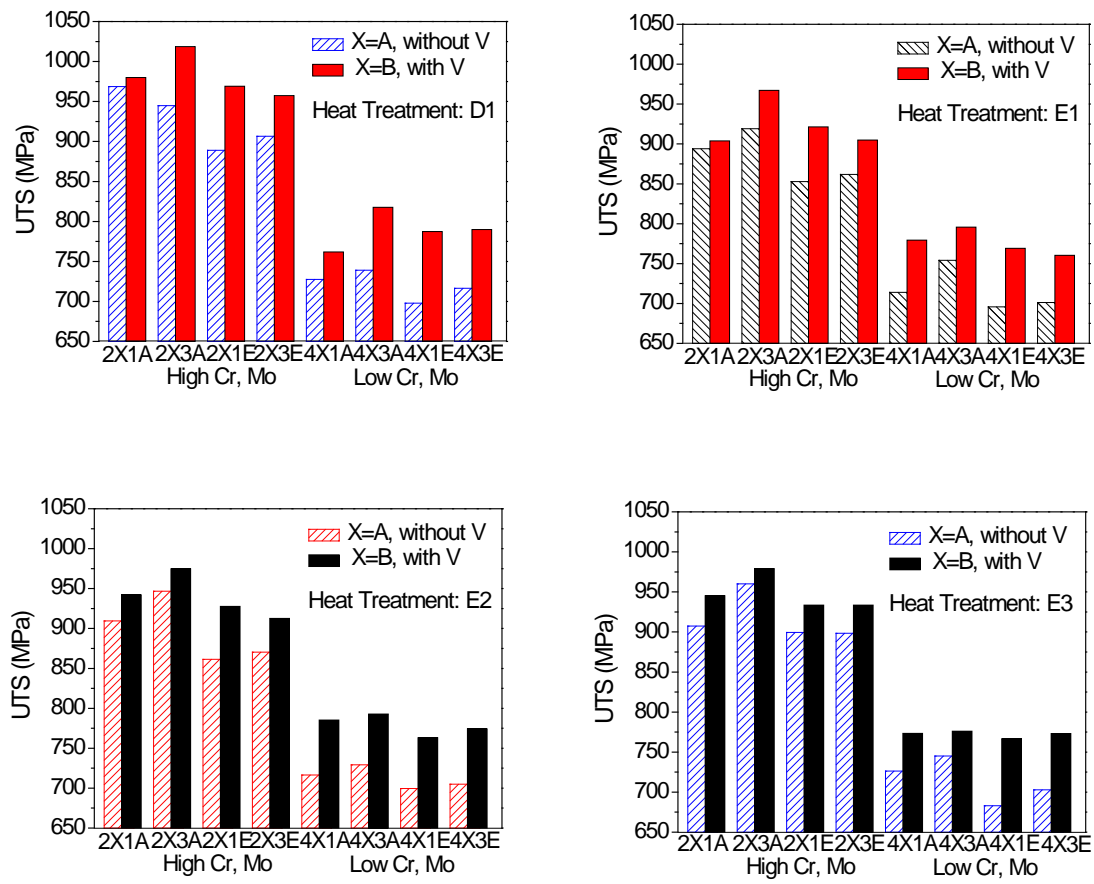 1050
1000
950
900
850
800
750
700
650
UTS (MPa)
X=A, without V
X=B, with V
Heat Treatment: D1
2X1A 2X3A 2X1E 2X3E 4X1A 4X3A 4X1E 4X3E
High Cr, Mo Low Cr, Mo
1050
1000
950
900
850
800
750
700
650
UTS (MPa)
X=A, without V
X=B, with V
Heat Treatment: E1
2X1A 2X3A 2X1E 2X3E 4X1A 4X3A 4X1E 4X3E
High Cr, Mo Low Cr, Mo
1050
1000
950
900
850
800
750
700
650
UTS (MPa)
X=A, without V
X=B, with V
Heat Treatment: E2
2X1A 2X3A 2X1E 2X3E 4X1A 4X3A 4X1E 4X3E
High Cr, Mo Low Cr, Mo
1050
1000
950
900
850
800
750
700
650
UTS (MPa)
X=A, without V
X=B, with V
Heat Treatment: E3
2X1A 2X3A 2X1E 2X3E 4X1A 4X3A 4X1E 4X3E
High Cr, Mo Low Cr, Mo